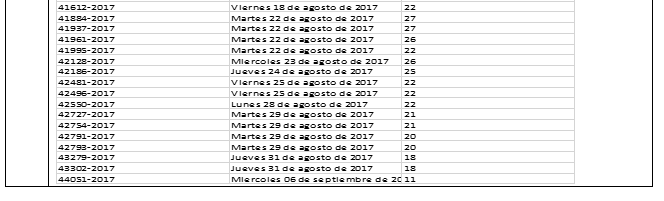 41612-2017 Viernes 18 de agosto de 2017 22
41884-2017 Martes 22 de agosto de 2017 27
41937-2017 Martes 22 de agosto de 2017 27
41961-2017 Martes 22 de agosto de 2017 26
41995-2017 Martes 22 de agosto de 2017 22
42128-2017 Miercoles 23 de agosto de 2017 26
42186-2017 Jueves 24 de agosto de 2017 25
42481-2017 Viernes 25 de agosto de 2017 22
42496-2017 Viernes 25 de agosto de 2017 22
42550-2017 Lunes 28 de agosto de 2017 22
42727-2017 Martes 29 de agosto de 2017 21
42754-2017 Martes 29 de agosto de 2017 21
42791-2017 Martes 29 de agosto de 2017 20
42793-2017 Martes 29 de agosto de 2017 20
43279-2017 Jueves 31 de agosto de 2017 18
43302-2017 Jueves 31 de agosto de 2017 18
44051-2017 Miercoles 06 de septiembre de 20 11